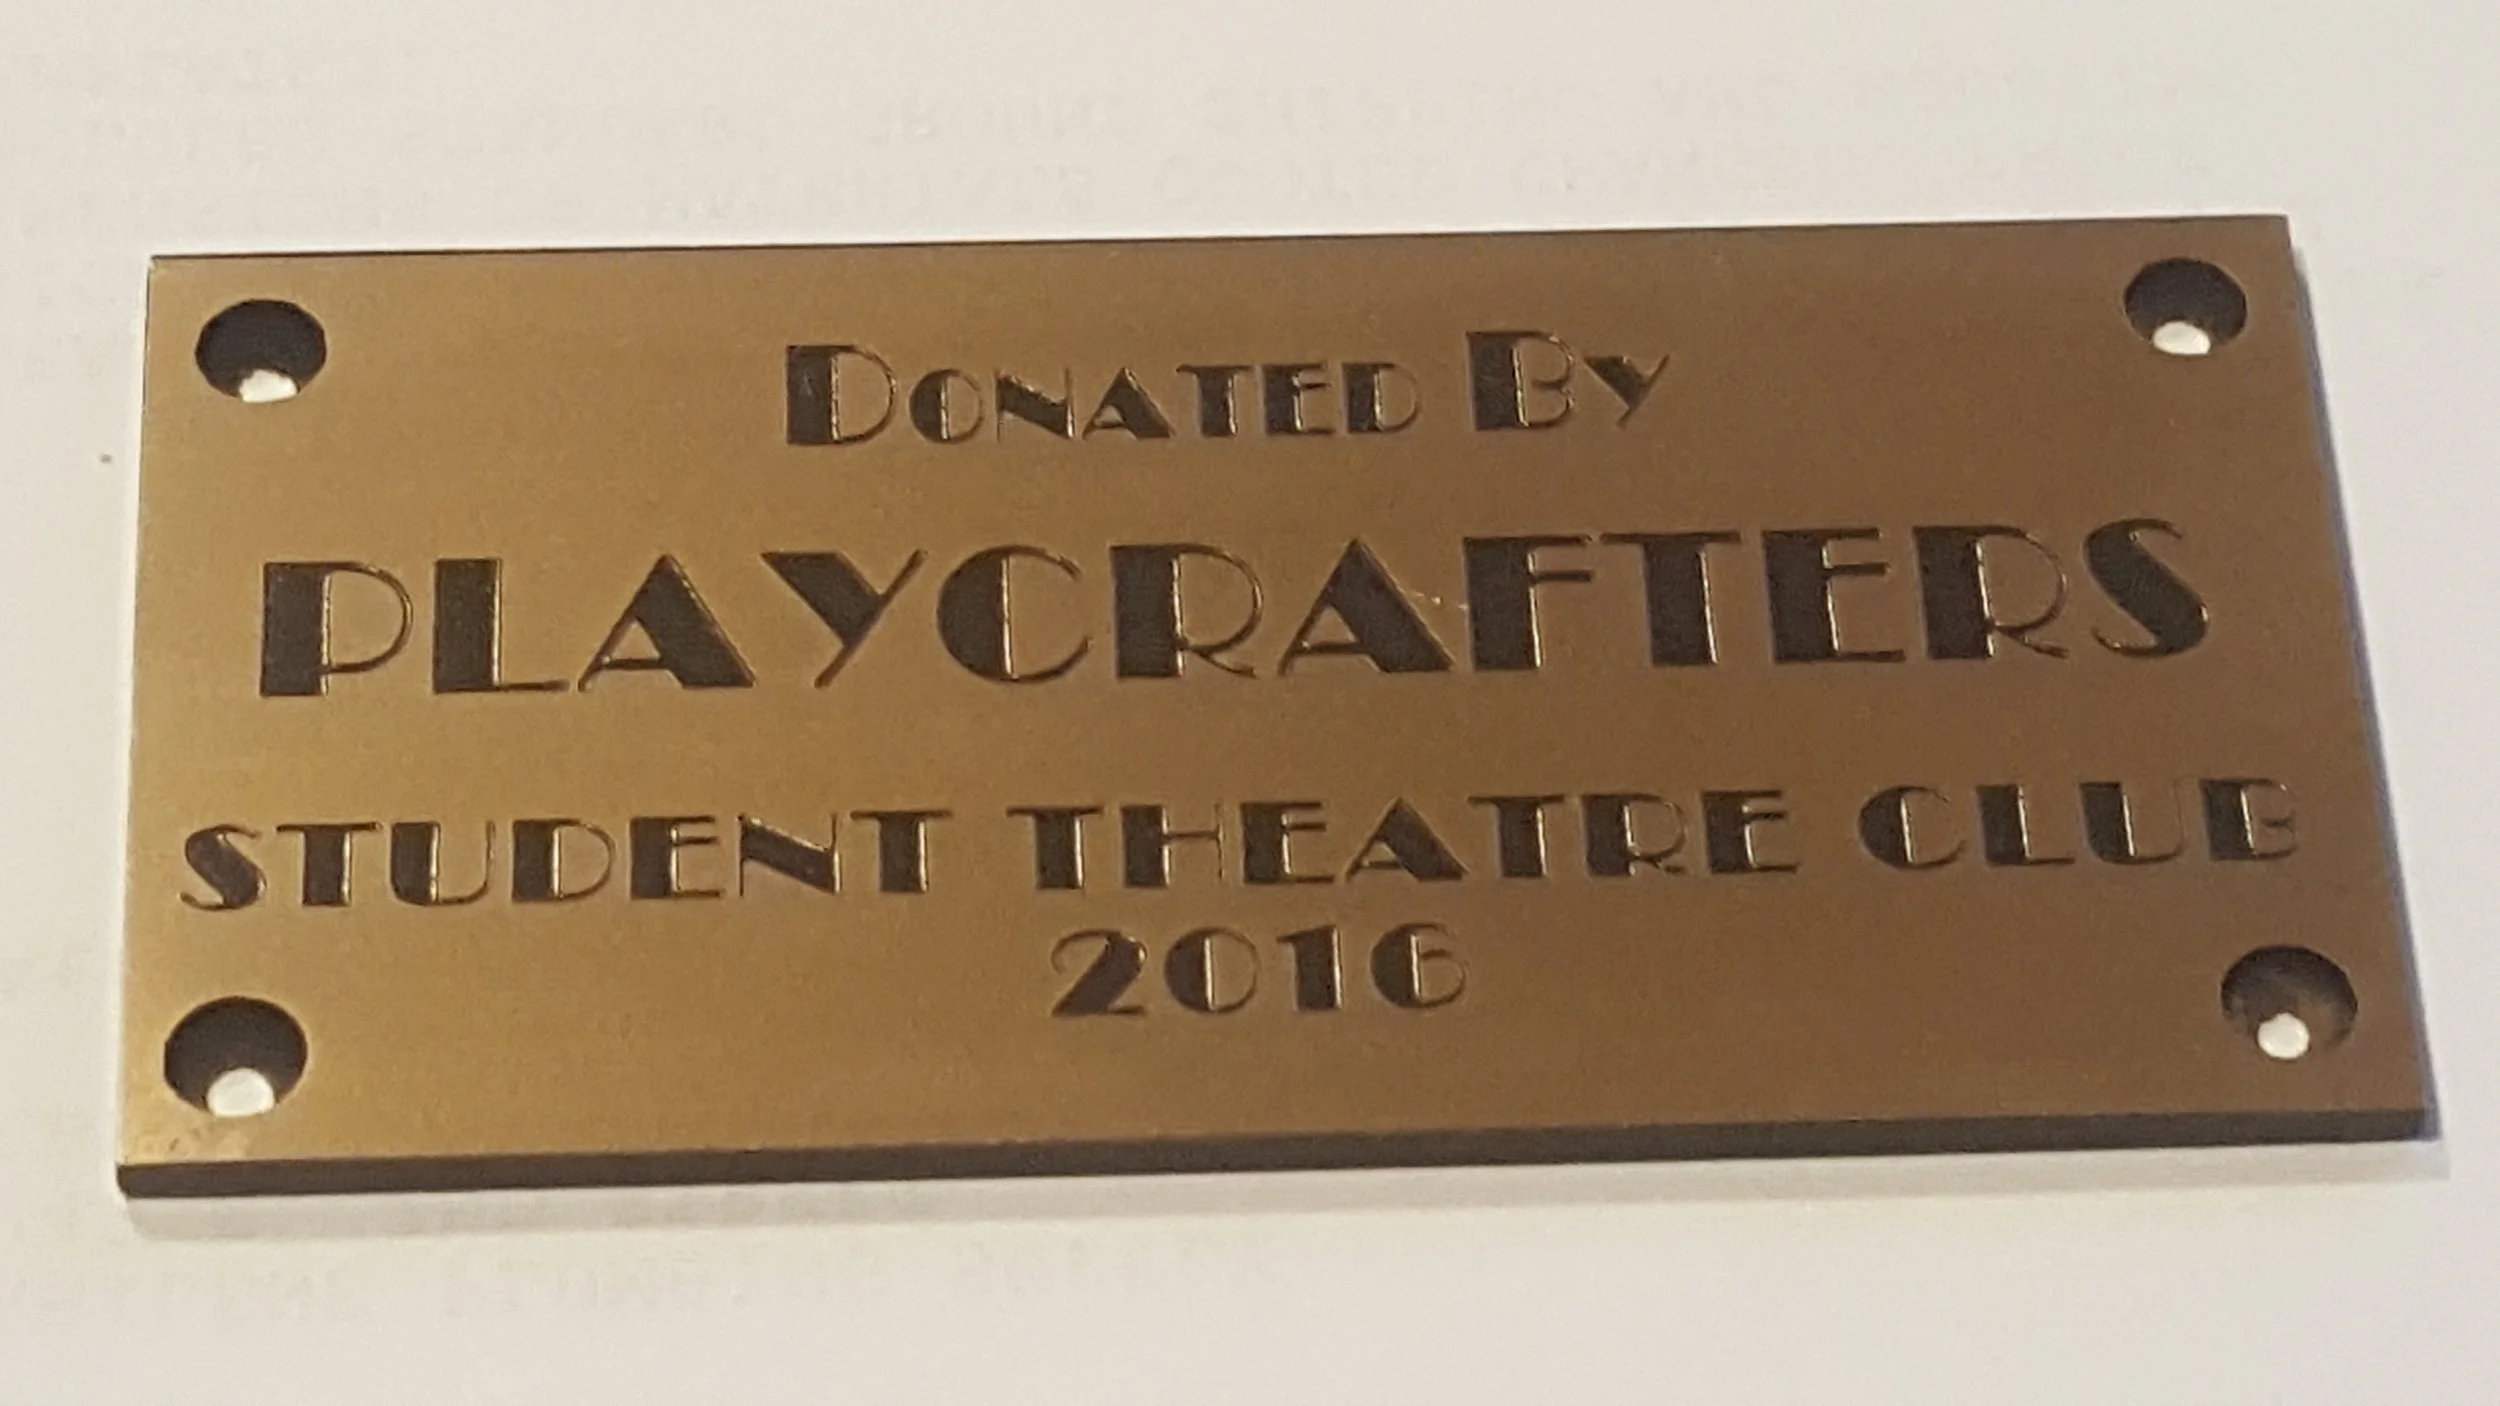 Donated By
PLAYCRAFTERS
STUDENT THEATRE CLUB
2016